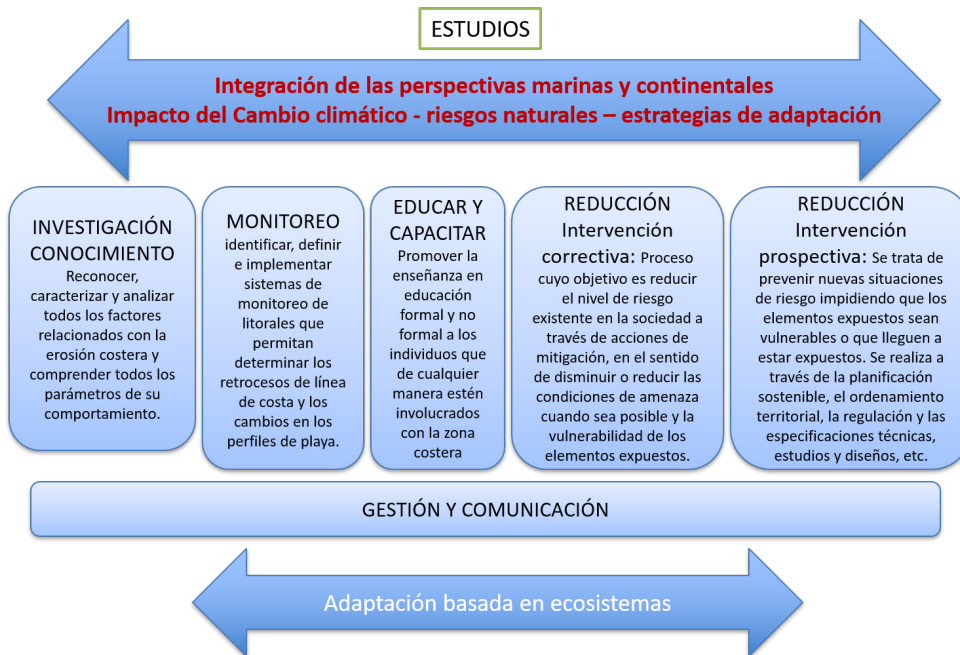 ESTUDIOS
Integración de las perspectivas marinas y continentales
Impacto del Cambio climático - riesgos naturales – estrategias de adaptación
INVESTIGACIÓN
CONOCIMIENTO
Reconocer,
caracterizar y analizar
todos los factores
relacionados con la
erosión costera y
comprender todos los
parámetros de su
comportamiento.
MONITOREO
identificar, definir
e implementar
sistemas de
monitoreo de
litorales que
permitan
determinar los
retrocesos de línea
de costa y los
cambios en los
perfiles de playa.
EDUCAR Y
CAPACITAR
Promover la
enseñanza en
educación
formal y no
formal a los
individuos que
de cualquier
manera estén
involucrados
con la zona
costera
REDUCCIÓN
Intervención
correctiva: Proceso
cuyo objetivo es reducir
el nivel de riesgo
existente en la sociedad
a través de acciones de
mitigación, en el sentido
de disminuir o reducir las
condiciones de amenaza
cuando sea posible y la
vulnerabilidad de los
elementos expuestos.
REDUCCIÓN
Intervención
prospectiva: Se trata de
prevenir nuevas situaciones
de riesgo impidiendo que los
elementos expuestos sean
vulnerables o que lleguen a
estar expuestos. Se realiza a
través de la planificación
sostenible, el ordenamiento
territorial, la regulación y las
especificaciones técnicas,
estudios y diseños, etc.
GESTIÓN Y COMUNICACIÓN
Adaptación basada en ecosistemas